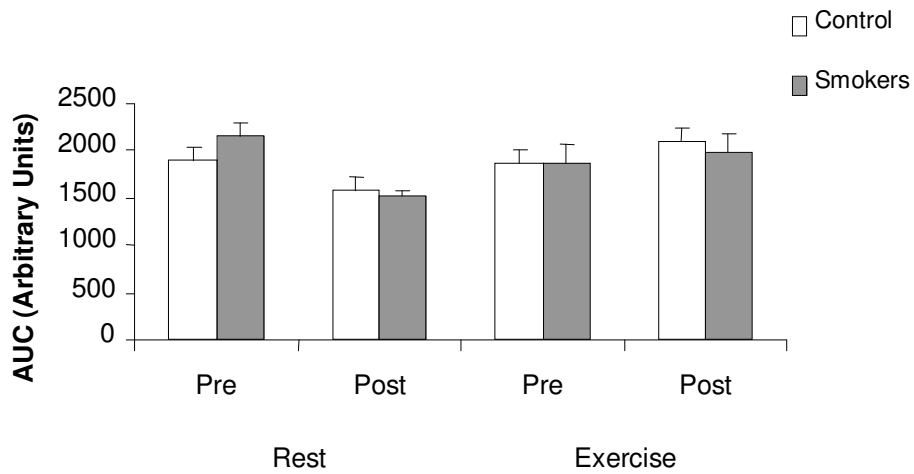 Control
Smokers
AUC (Arbitrary Units)
2500
2000
1500
1000
500
0
Pre Post Pre Post
Rest Exercise